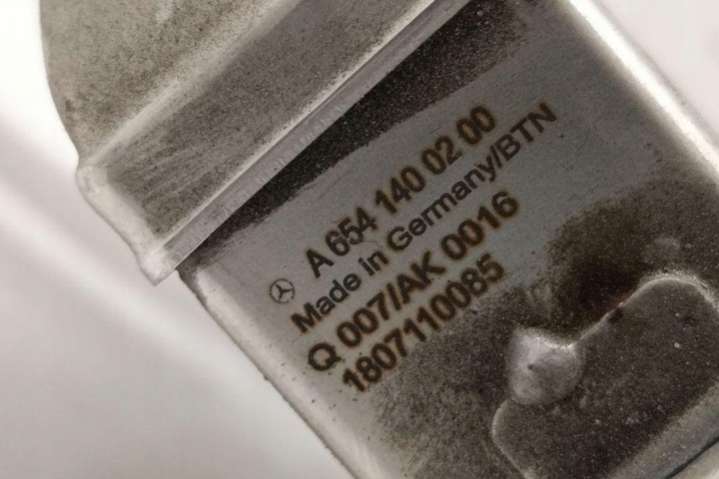 A 654 140 02 00
Made in Germany/BTN
Q 007/AK 0016
1807110085